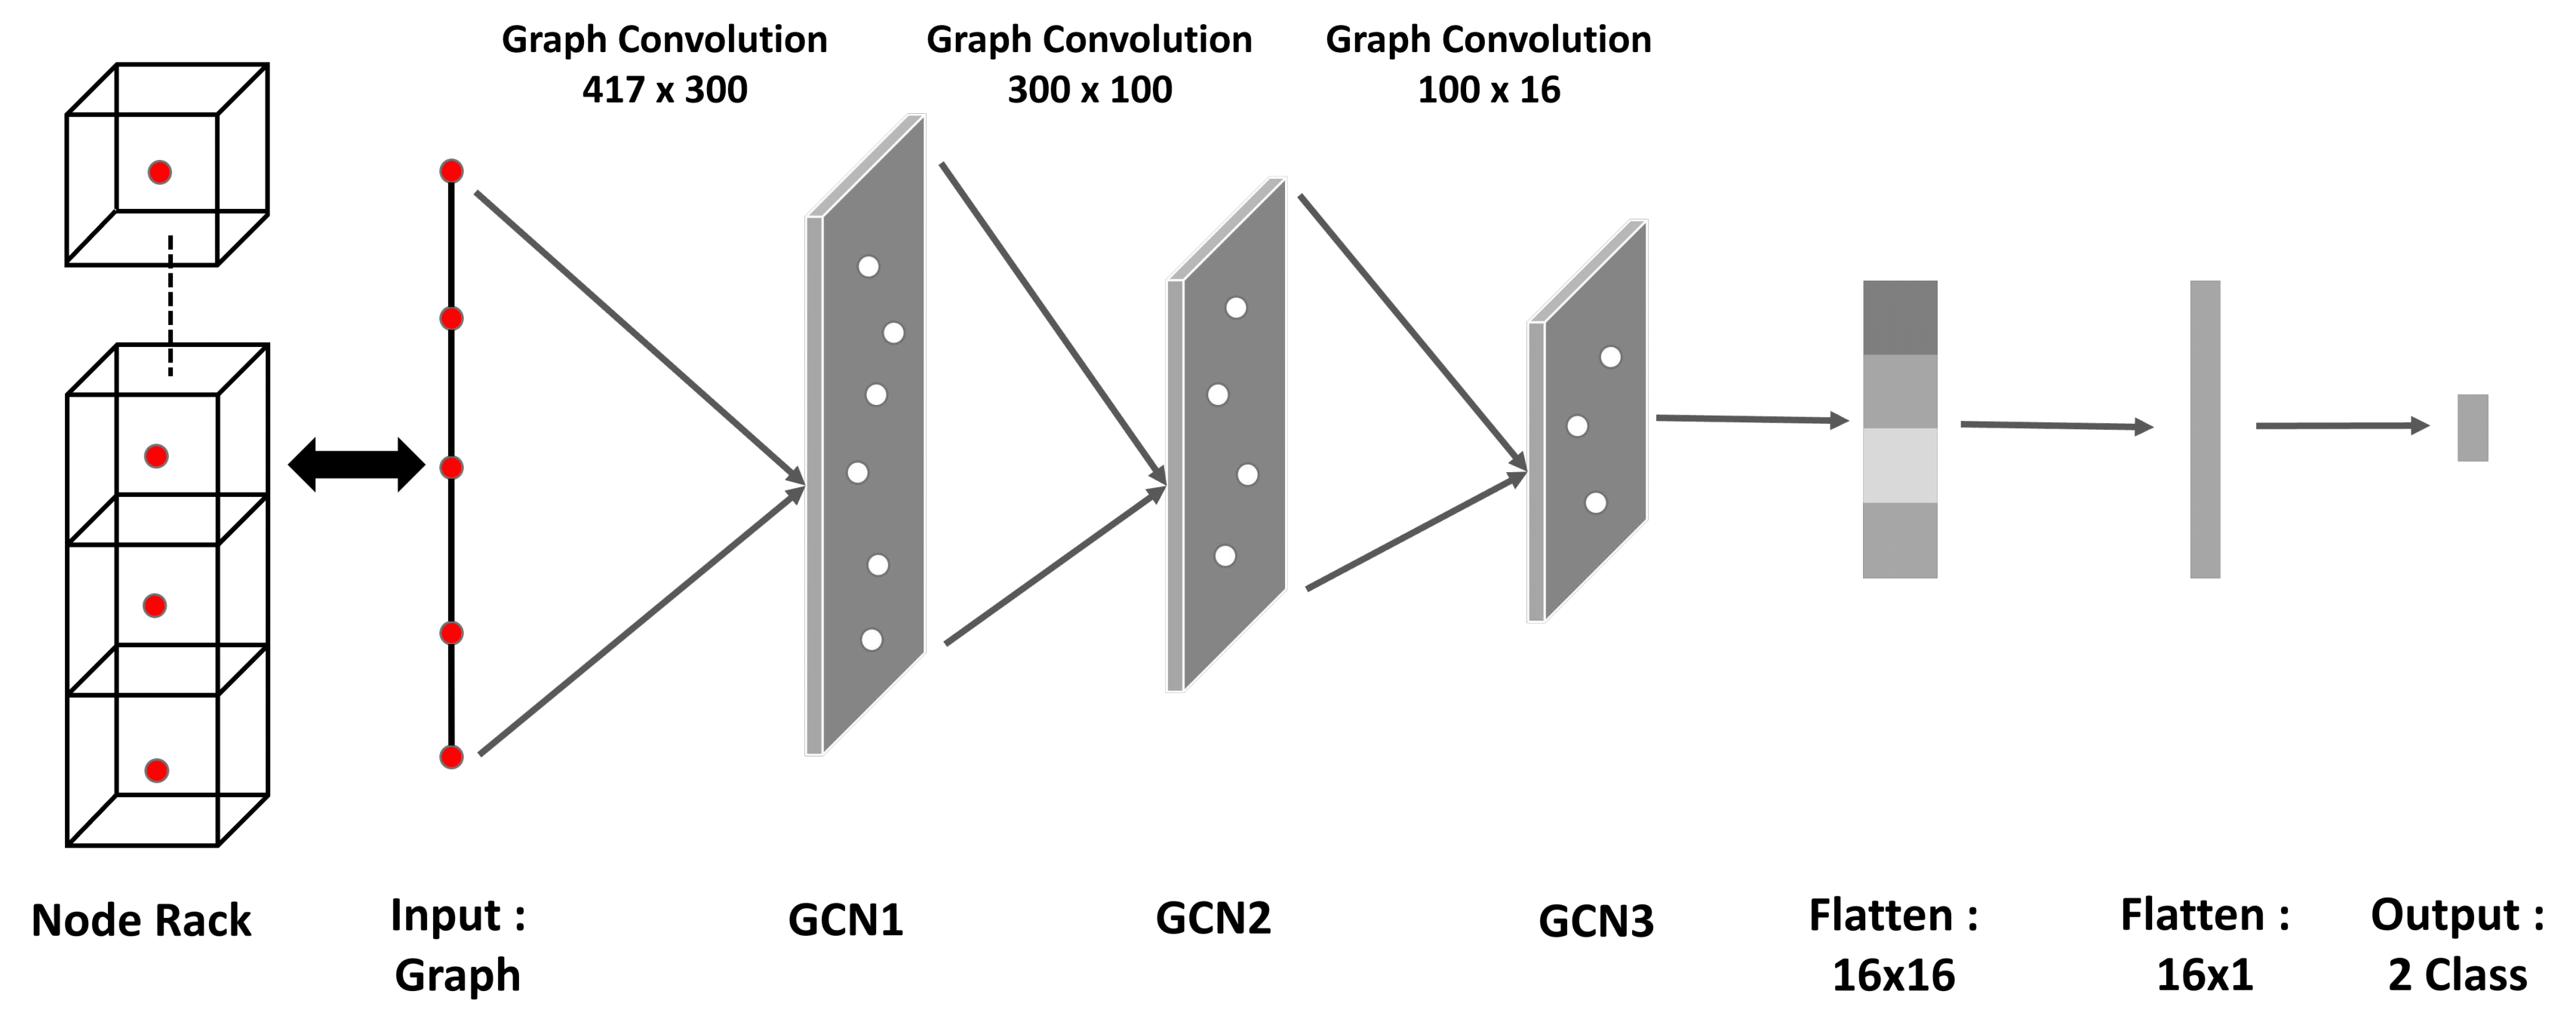 Graph Convolution
417 x 300
Graph Convolution
300 x 100
Graph Convolution
100 x 16
Node Rack
Input :
Graph
GCN1
GCN2
GCN3
Flatten :
16x16
Flatten :
16x1
Output :
2 Class